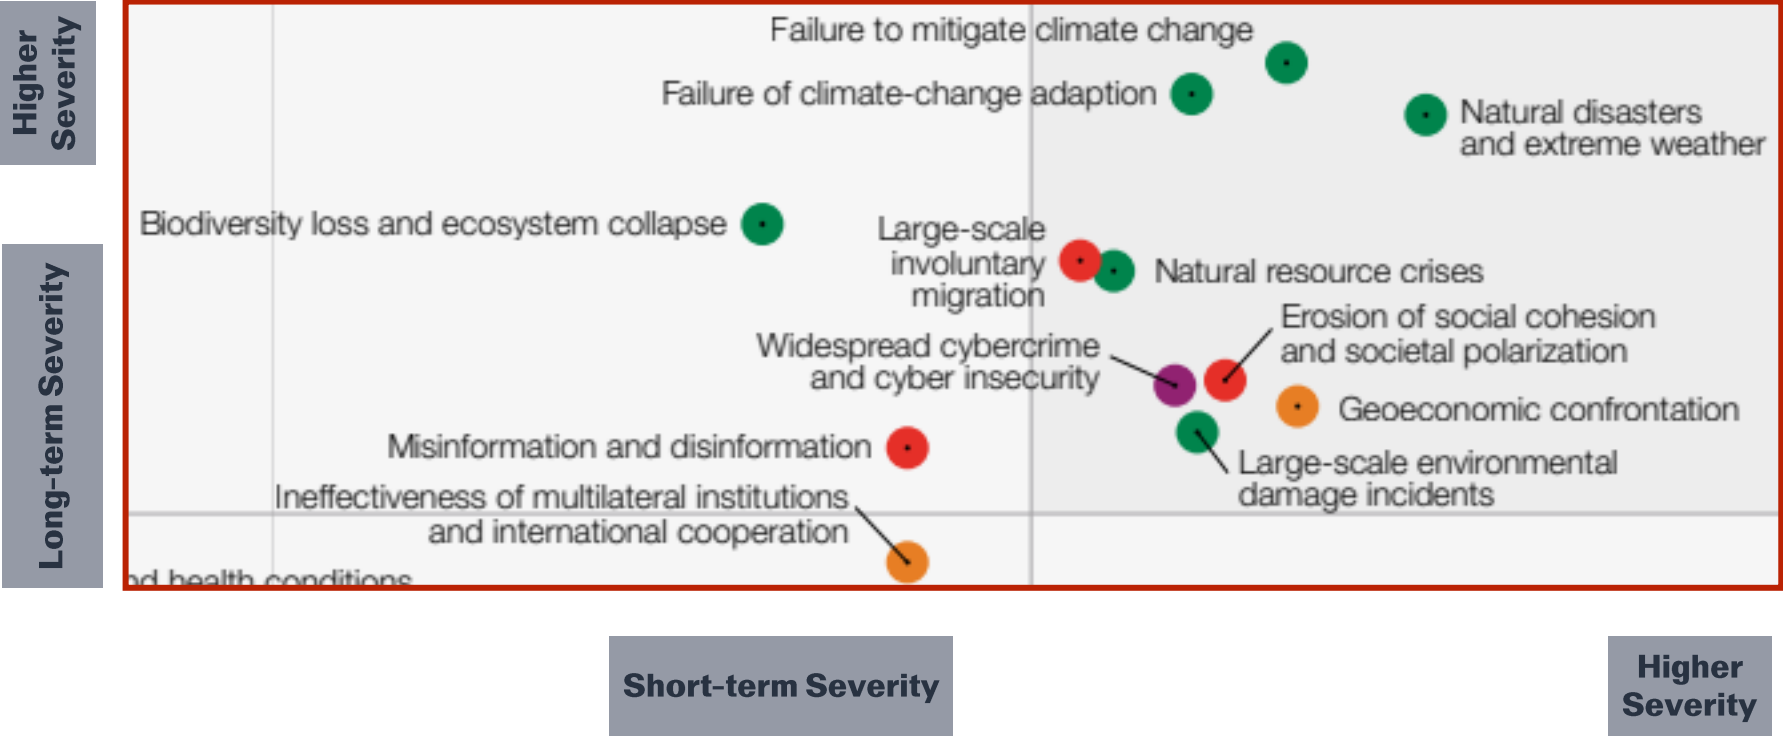 Higher
Severity
Long-term Severity
Failure to mitigate climate change
Failure of climate-change adaption
Natural disasters
and extreme weather
Biodiversity loss and ecosystem collapse
Large-scale
involuntary
migration
Natural resource crises
Erosion of social cohesion
and societal polarization
Widespread cybercrime
and cyber insecurity
Geoeconomic confrontation
Misinformation and disinformation
Large-scale environmental
damage incidents
Ineffectiveness of multilateral institutions
and international cooperation
health conditions
Short-term Severity
Higher
Severity